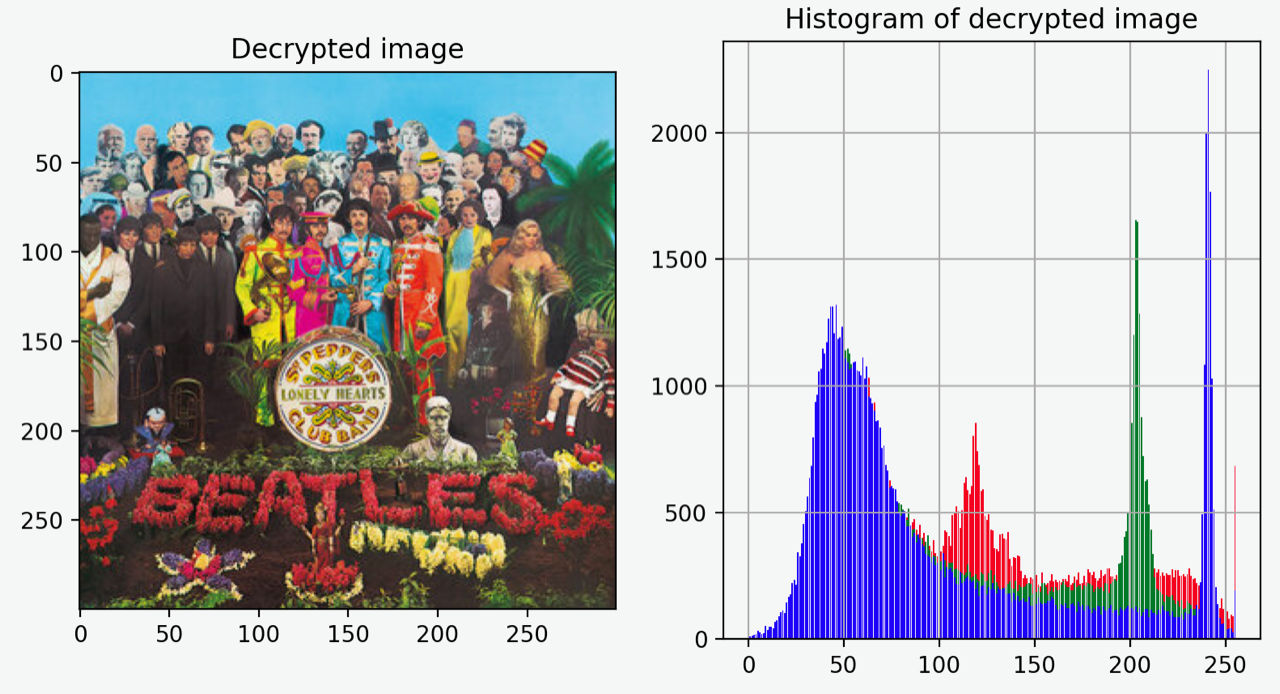 Decrypted image
0
50
100
150
200
250
0 50 100 150 200 250
SGT PEPPERS
LONELY HEARTS
CLUB BAND
BEATLES
Histogram of decrypted image
2000
1500
1000
500
0
0 50 100 150 200 250